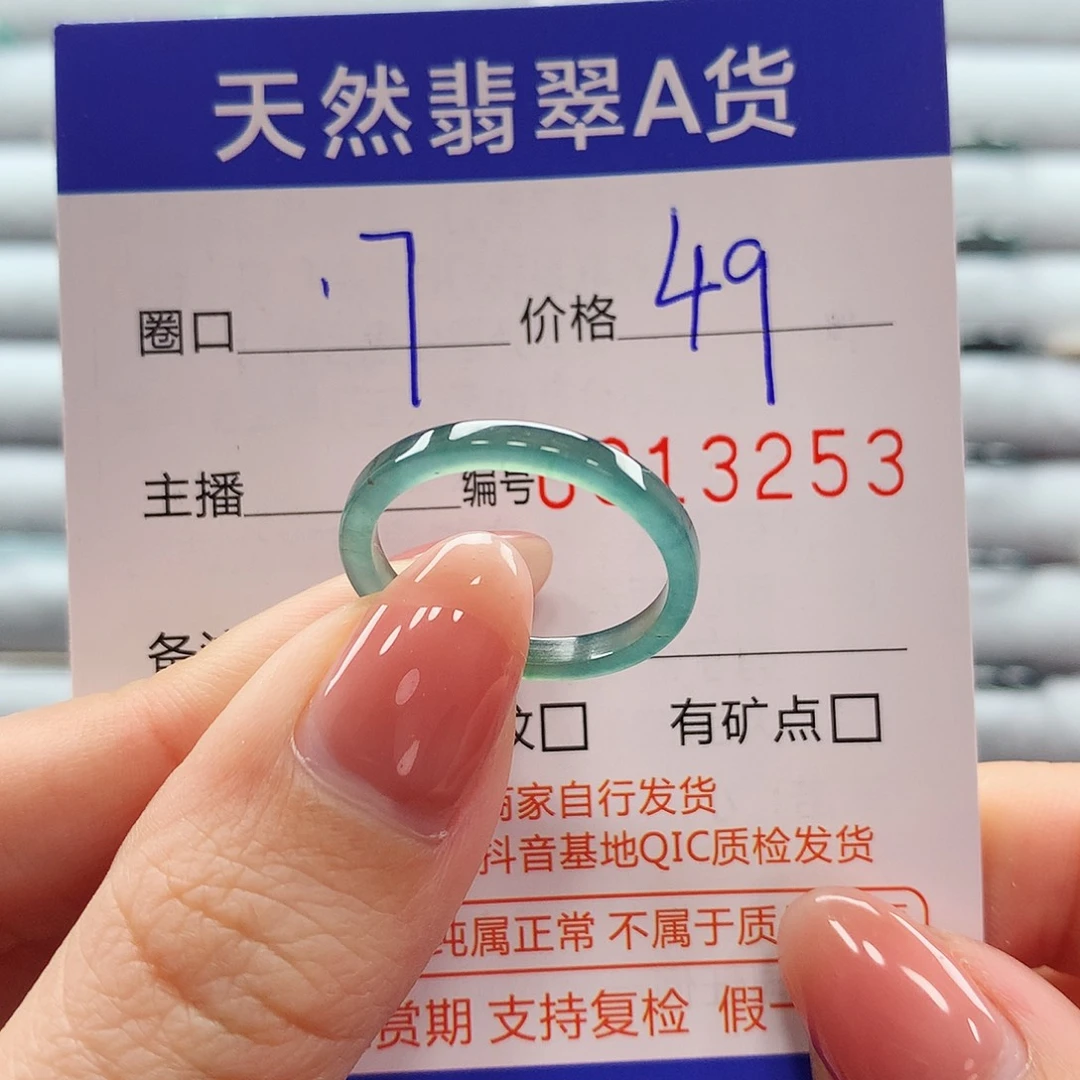 天然翡翠A货
圈口 .7 价格 49
主播 编号 13253
备
有矿点
家自行发货
抖音基地QIC质检发货
纯属正常 不属于质
赏期 支持复检 假一